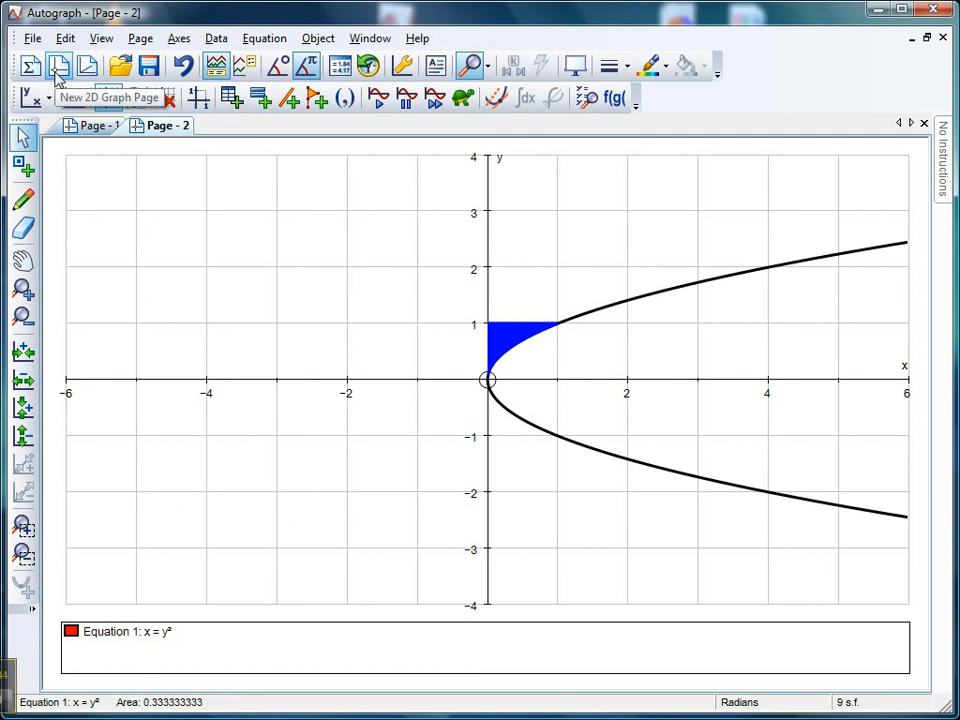 Autograph - [Page - 2]
File Edit View Page Axes Data Equation Object Window Help
New 2D Graph Page
Page - 1
Page - 2
No Instructions
4
y
3
2
1
x
−6 −4 −2 2 4 6
−1
−2
−3
−4
Equation 1: x = y²
Equation 1: x = y² Area: 0.333333333 Radians 9 s.f.